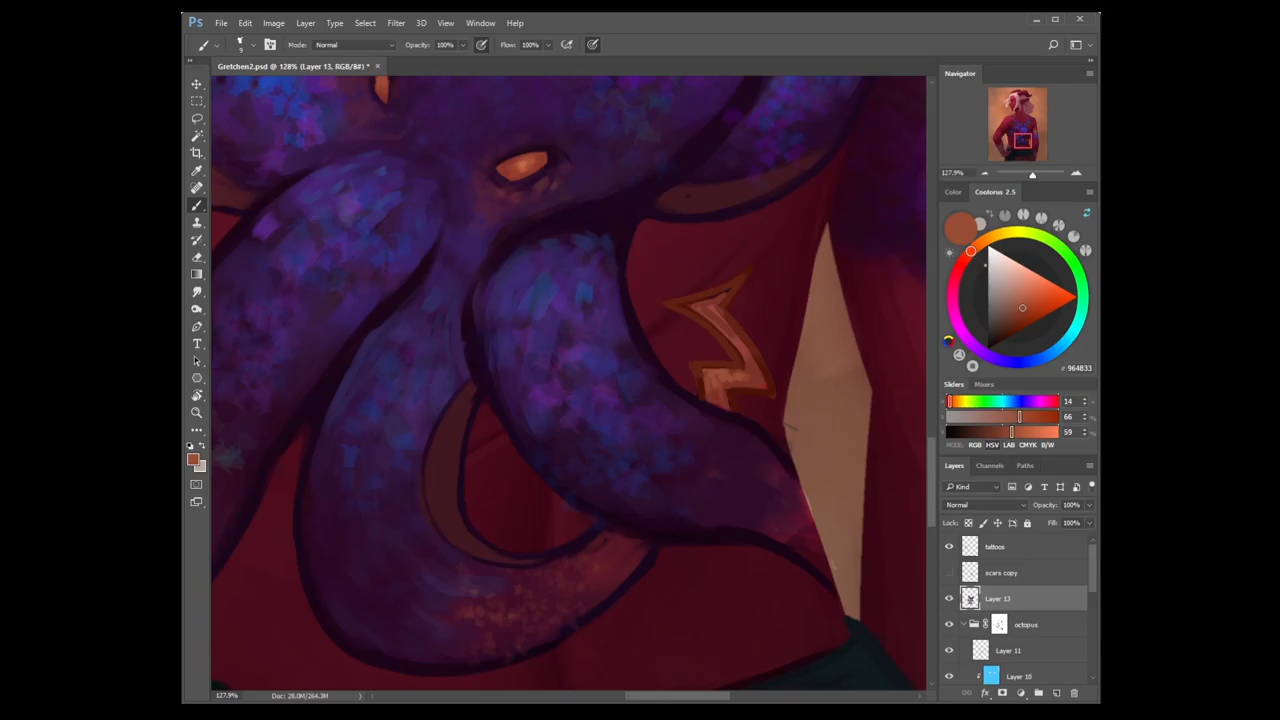 Ps File Edit Image Layer Type Select Filter 3D View Window Help
9 Mode: Normal Opacity: 100% Flow: 100%
Gretchen2.psd @ 128% (Layer 13, RGB/8#) * ×
Navigator
127.9%
Color Coolorus 2.5
# 964B33
Sliders Mixers
H 14
S 66
V 59
MODE: RGB HSV LAB CMYK B/W
Layers Channels Paths
Kind
Normal Opacity: 100%
Lock: Fill: 100%
tattoos
scars copy
Layer 13
octopus
Layer 11
Layer 10
127.9% Doc: 28.0M/264.3M